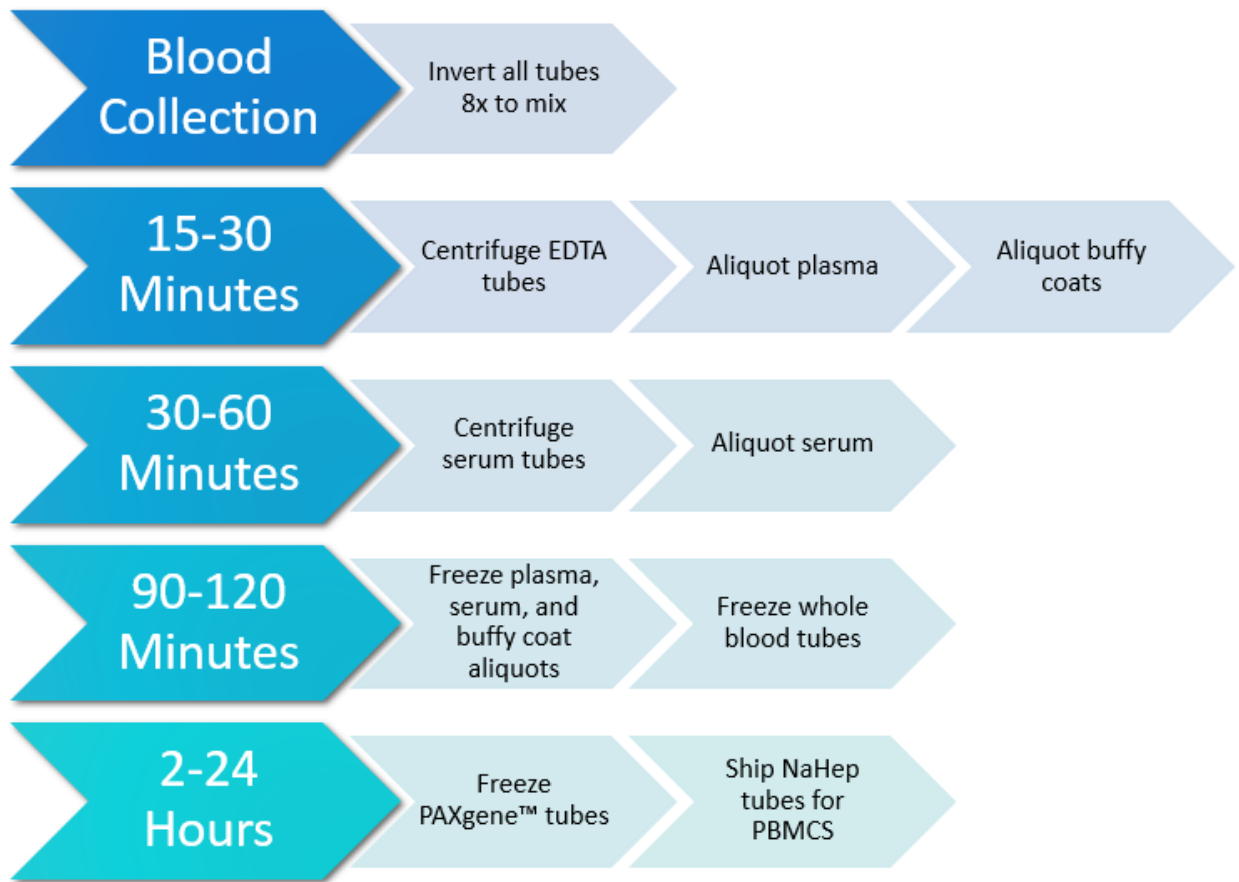 Blood
Collection
Invert all tubes
8x to mix
15-30
Minutes
Centrifuge EDTA
tubes
Aliquot plasma
Aliquot buffy
coats
30-60
Minutes
Centrifuge
serum tubes
Aliquot serum
90-120
Minutes
Freeze plasma,
serum, and
buffy coat
aliquots
Freeze whole
blood tubes
2-24
Hours
Freeze
PAXgene™ tubes
Ship NaHep
tubes for
PBMCS